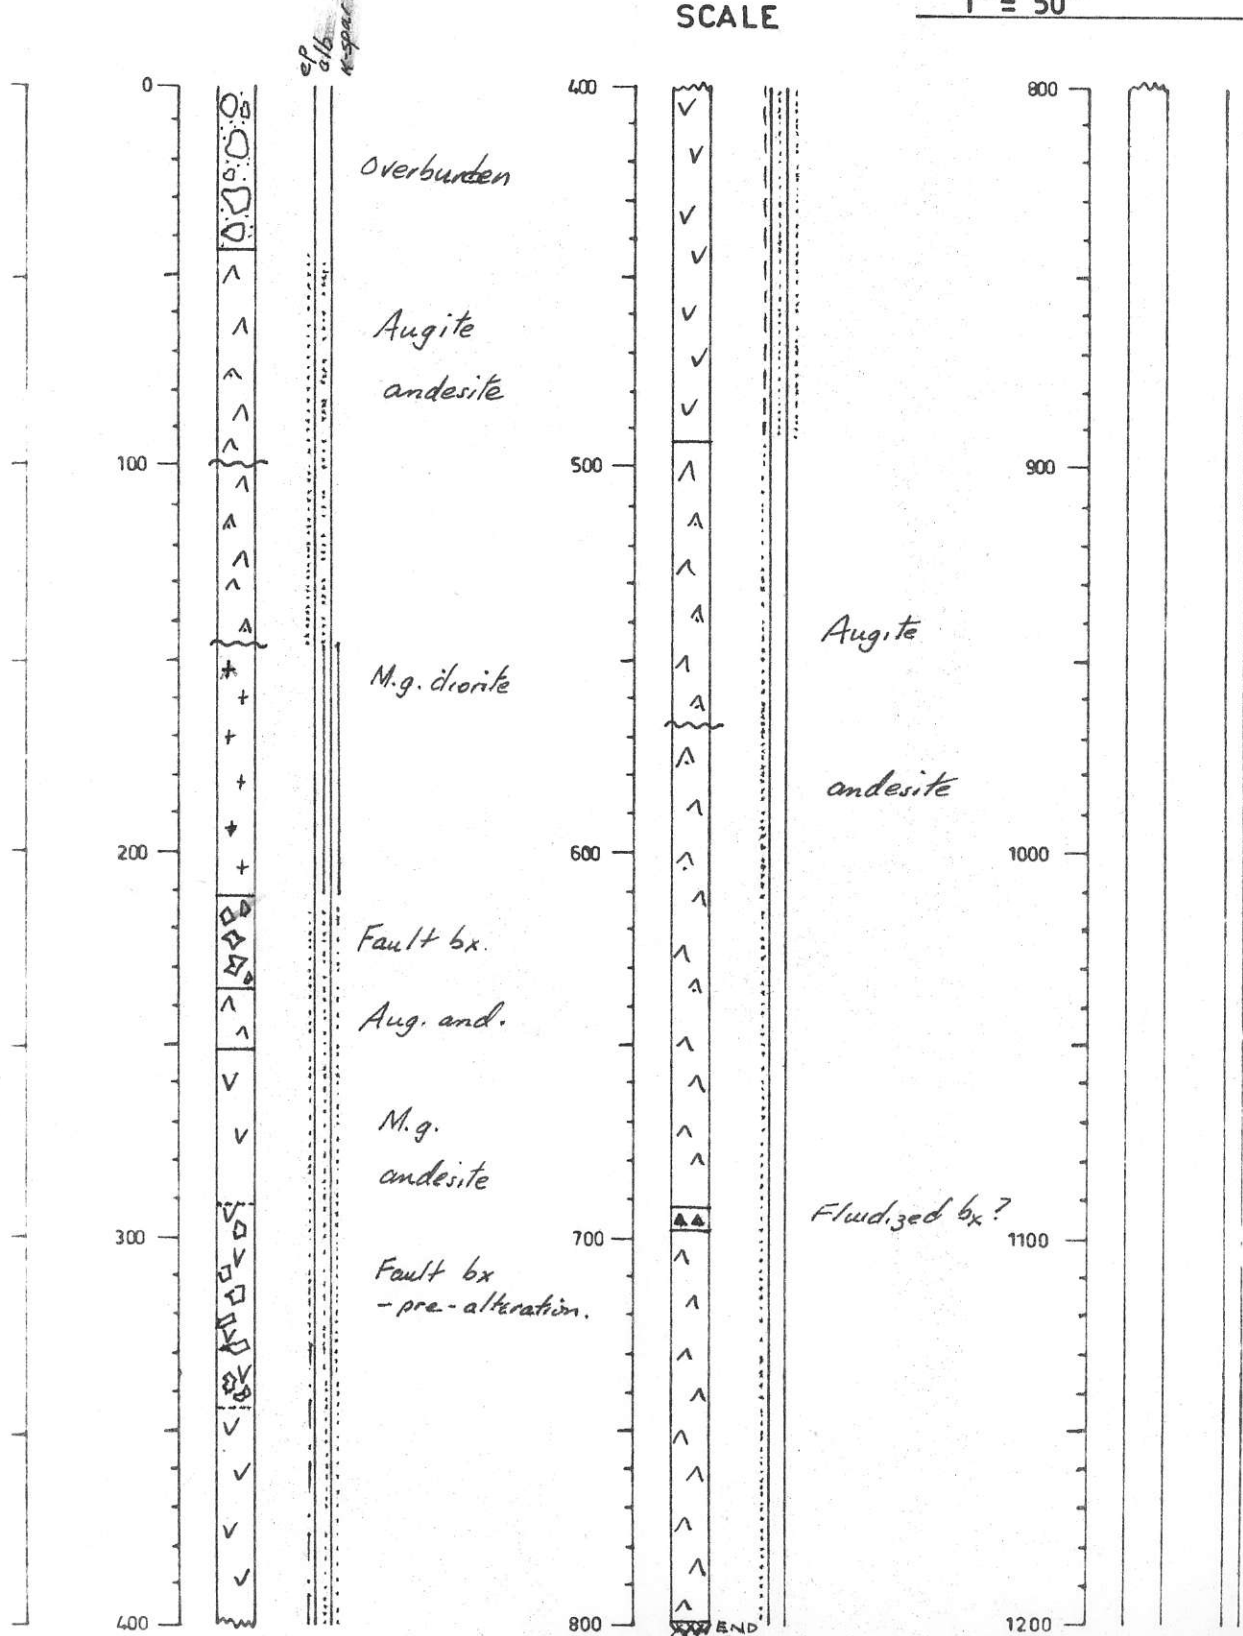 SCALE
1" = 50'
ep
alb
K-spar
0
Overburden
Augite
andesite
100
M.g. diorite
200
Fault bx.
Aug. and.
M.g.
andesite
300
Fault bx
-pre-alteration.
400
400
500
Augite
600
andesite
Fluidized bx?
700
800
END
800
900
1000
1100
1200